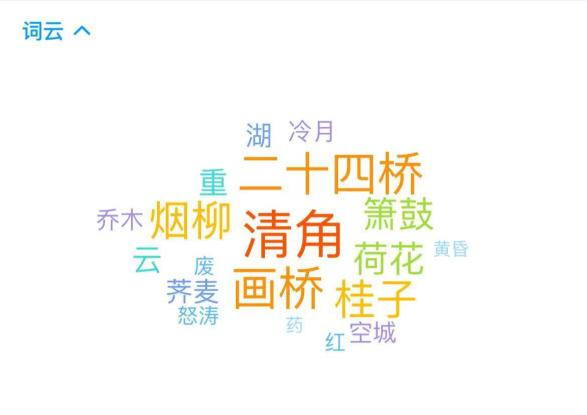 词云
湖
冷月
二十四桥
重
箫鼓
乔木
烟柳
清角
黄昏
云
废
荷花
荠麦
画桥
桂子
怒涛
药
红
空城